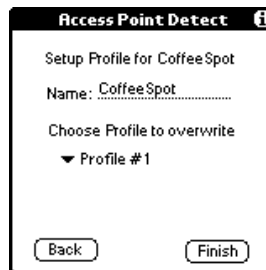 Access Point Detect i
Setup Profile for CoffeeSpot
Name: CoffeeSpot
Choose Profile to overwrite
Profile #1
Back Finish